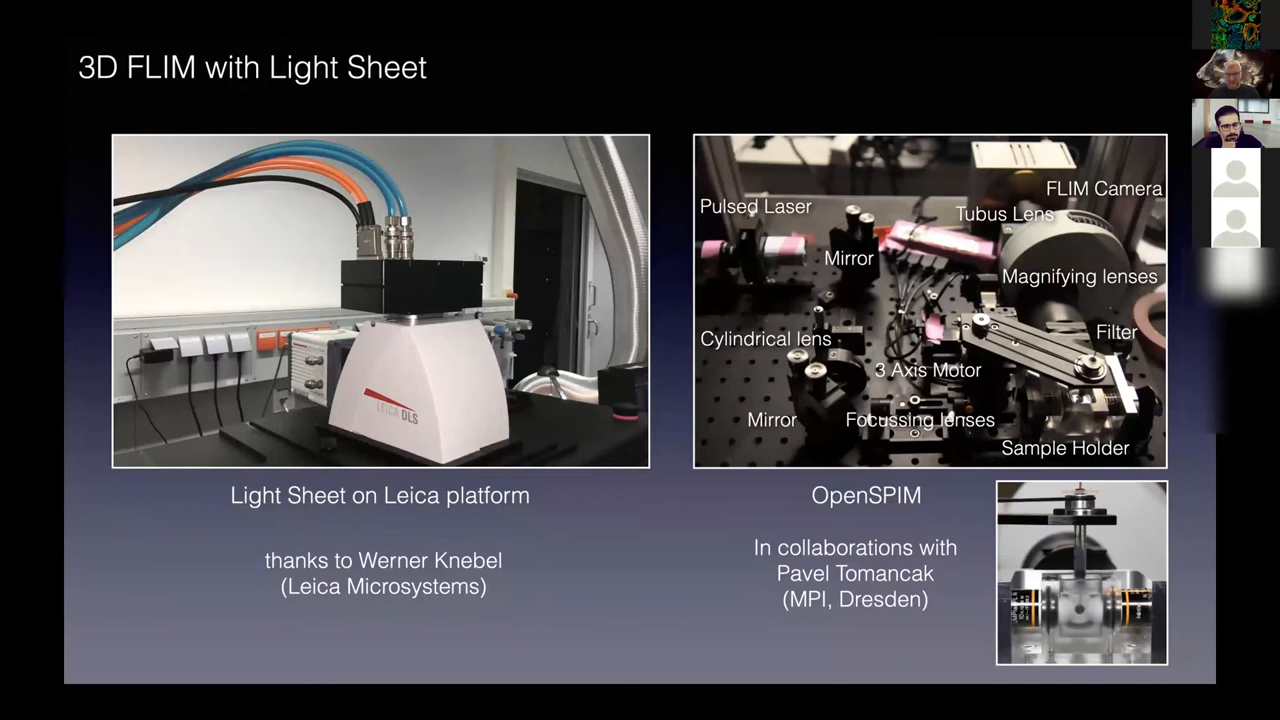 3D FLIM with Light Sheet
LEICA DLS
Pulsed Laser
FLIM Camera
Tubus Lens
Mirror
Magnifying lenses
Cylindrical lens
Filter
3 Axis Motor
Mirror
Focussing lenses
Sample Holder
Light Sheet on Leica platform
thanks to Werner Knebel
(Leica Microsystems)
OpenSPIM
In collaborations with
Pavel Tomancak
(MPI, Dresden)